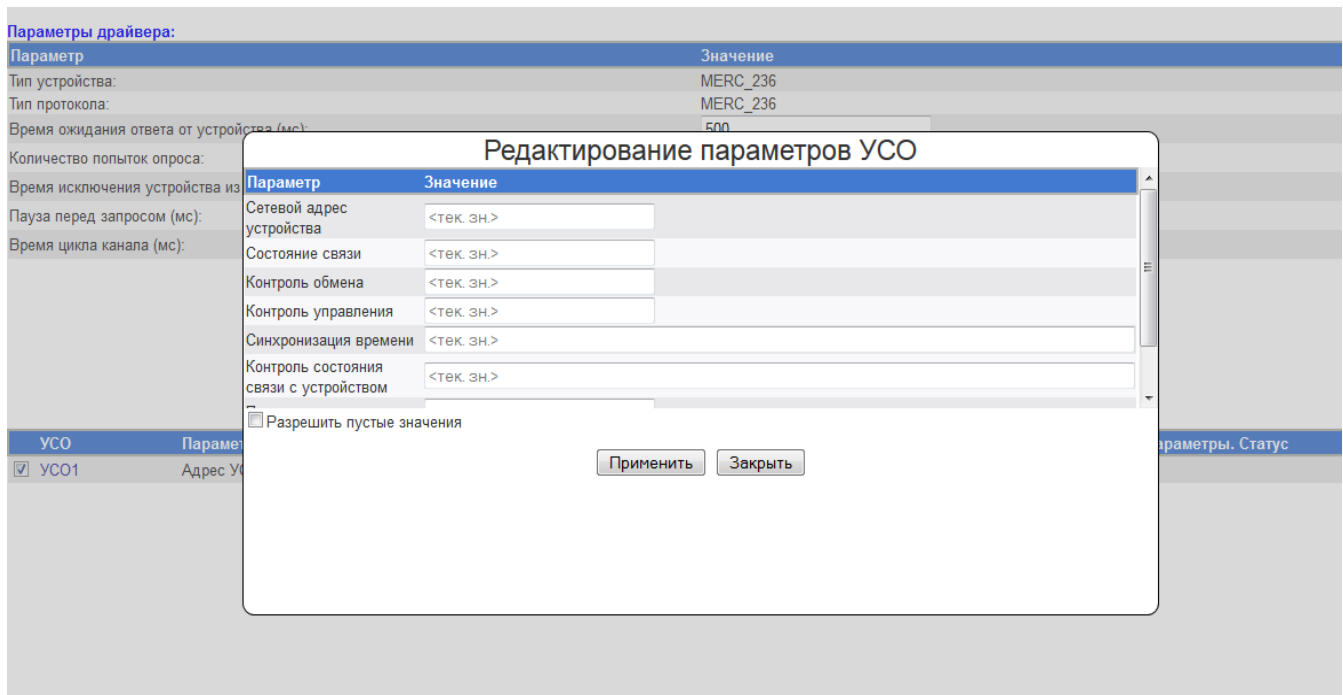 Параметры драйвера:
Параметр Значение
Тип устройства: MERC_236
Тип протокола: MERC_236
Время ожидания ответа от устройства (мс): 500
Количество попыток опроса:
Время исключения устройства из
Пауза перед запросом (мс):
Время цикла канала (мс):
Редактирование параметров УСО
Параметр Значение
Сетевой адрес
устройства <тек. зн.>
Состояние связи <тек. зн.>
Контроль обмена <тек. зн.>
Контроль управления <тек. зн.>
Синхронизация времени <тек. зн.>
Контроль состояния
связи с устройством <тек. зн.>
Разрешить пустые значения
Применить Закрыть
УСО Парамет араметры. Статус
УСО1 Адрес УС